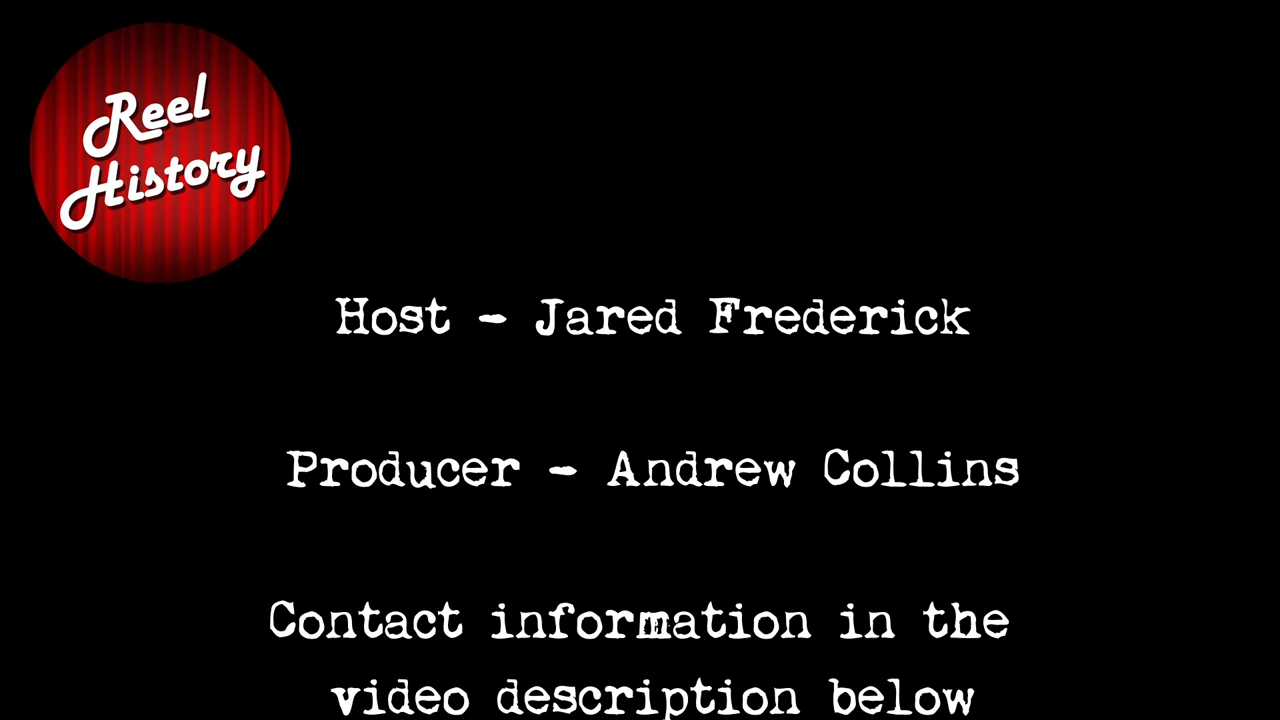 Reel
History
Host - Jared Frederick
Producer - Andrew Collins
Contact information in the
video description below